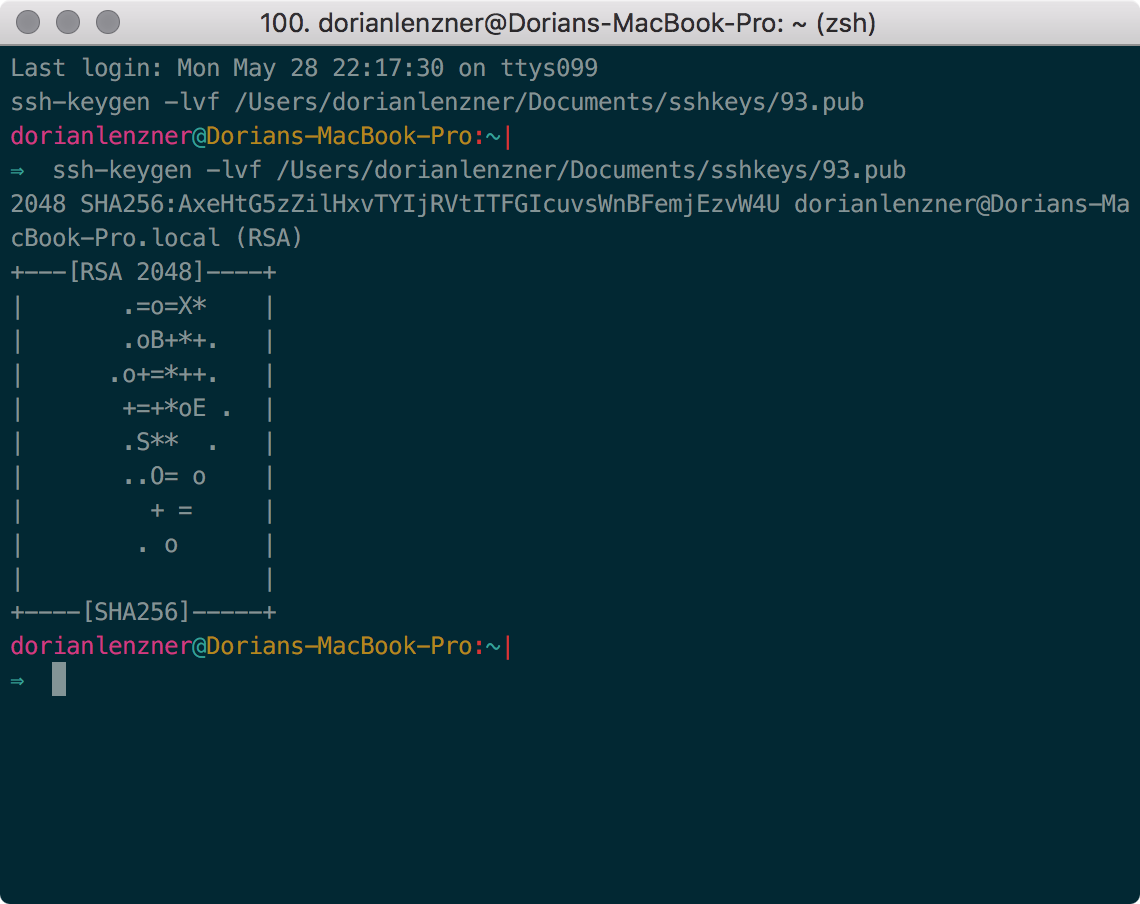 100. dorianlenzner@Dorians-MacBook-Pro: ~ (zsh)
Last login: Mon May 28 22:17:30 on ttys099
ssh-keygen -lvf /Users/dorianlenzner/Documents/sshkeys/93.pub
dorianlenzner@Dorians-MacBook-Pro:~|
⇒  ssh-keygen -lvf /Users/dorianlenzner/Documents/sshkeys/93.pub
2048 SHA256:AxeHtG5zZilHxvTYIjRVtITFGIcuvsWnBFemjEzvW4U dorianlenzner@Dorians-Ma
cBook-Pro.local (RSA)
+---[RSA 2048]----+
|       .=o=X*    |
|       .oB+*+.   |
|      .o+=*++.   |
|       +=+*oE .  |
|       .S**  .   |
|       ..O= o    |
|         + =     |
|        . o      |
|                 |
+----[SHA256]-----+
dorianlenzner@Dorians-MacBook-Pro:~|
⇒